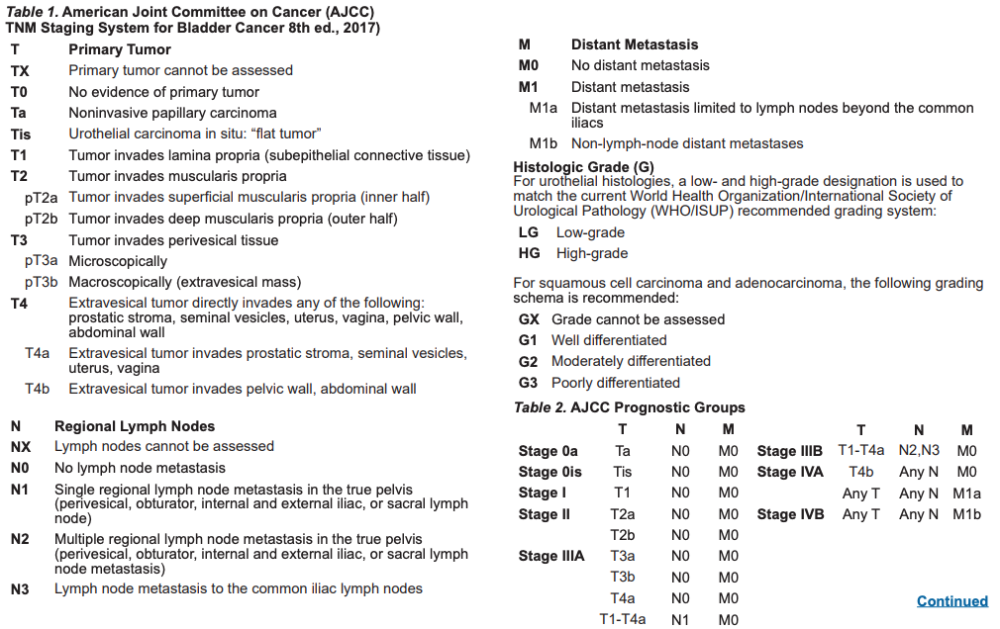 Table 1. American Joint Committee on Cancer (AJCC)
TNM Staging System for Bladder Cancer 8th ed., 2017)
T Primary Tumor
TX Primary tumor cannot be assessed
T0 No evidence of primary tumor
Ta Noninvasive papillary carcinoma
Tis Urothelial carcinoma in situ: “flat tumor”
T1 Tumor invades lamina propria (subepithelial connective tissue)
T2 Tumor invades muscularis propria
pT2a Tumor invades superficial muscularis propria (inner half)
pT2b Tumor invades deep muscularis propria (outer half)
T3 Tumor invades perivesical tissue
pT3a Microscopically
pT3b Macroscopically (extravesical mass)
T4 Extravesical tumor directly invades any of the following:
prostatic stroma, seminal vesicles, uterus, vagina, pelvic wall,
abdominal wall
T4a Extravesical tumor invades prostatic stroma, seminal vesicles,
uterus, vagina
T4b Extravesical tumor invades pelvic wall, abdominal wall
N Regional Lymph Nodes
NX Lymph nodes cannot be assessed
N0 No lymph node metastasis
N1 Single regional lymph node metastasis in the true pelvis
(perivesical, obturator, internal and external iliac, or sacral lymph
node)
N2 Multiple regional lymph node metastasis in the true pelvis
(perivesical, obturator, internal and external iliac, or sacral lymph
node metastasis)
N3 Lymph node metastasis to the common iliac lymph nodes
M Distant Metastasis
M0 No distant metastasis
M1 Distant metastasis
M1a Distant metastasis limited to lymph nodes beyond the common
iliacs
M1b Non-lymph-node distant metastases
Histologic Grade (G)
For urothelial histologies, a low- and high-grade designation is used to
match the current World Health Organization/International Society of
Urological Pathology (WHO/ISUP) recommended grading system:
LG Low-grade
HG High-grade
For squamous cell carcinoma and adenocarcinoma, the following grading
schema is recommended:
GX Grade cannot be assessed
G1 Well differentiated
G2 Moderately differentiated
G3 Poorly differentiated
Table 2. AJCC Prognostic Groups
T N M
Stage 0a Ta N0 M0
Stage 0is Tis N0 M0
Stage I T1 N0 M0
Stage II T2a N0 M0
T2b N0 M0
Stage IIIA T3a N0 M0
T3b N0 M0
T4a N0 M0
T1-T4a N1 M0
T N M
Stage IIIB T1-T4a N2,N3 M0
Stage IVA T4b Any N M0
Any T Any N M1a
Stage IVB Any T Any N M1b
Continued